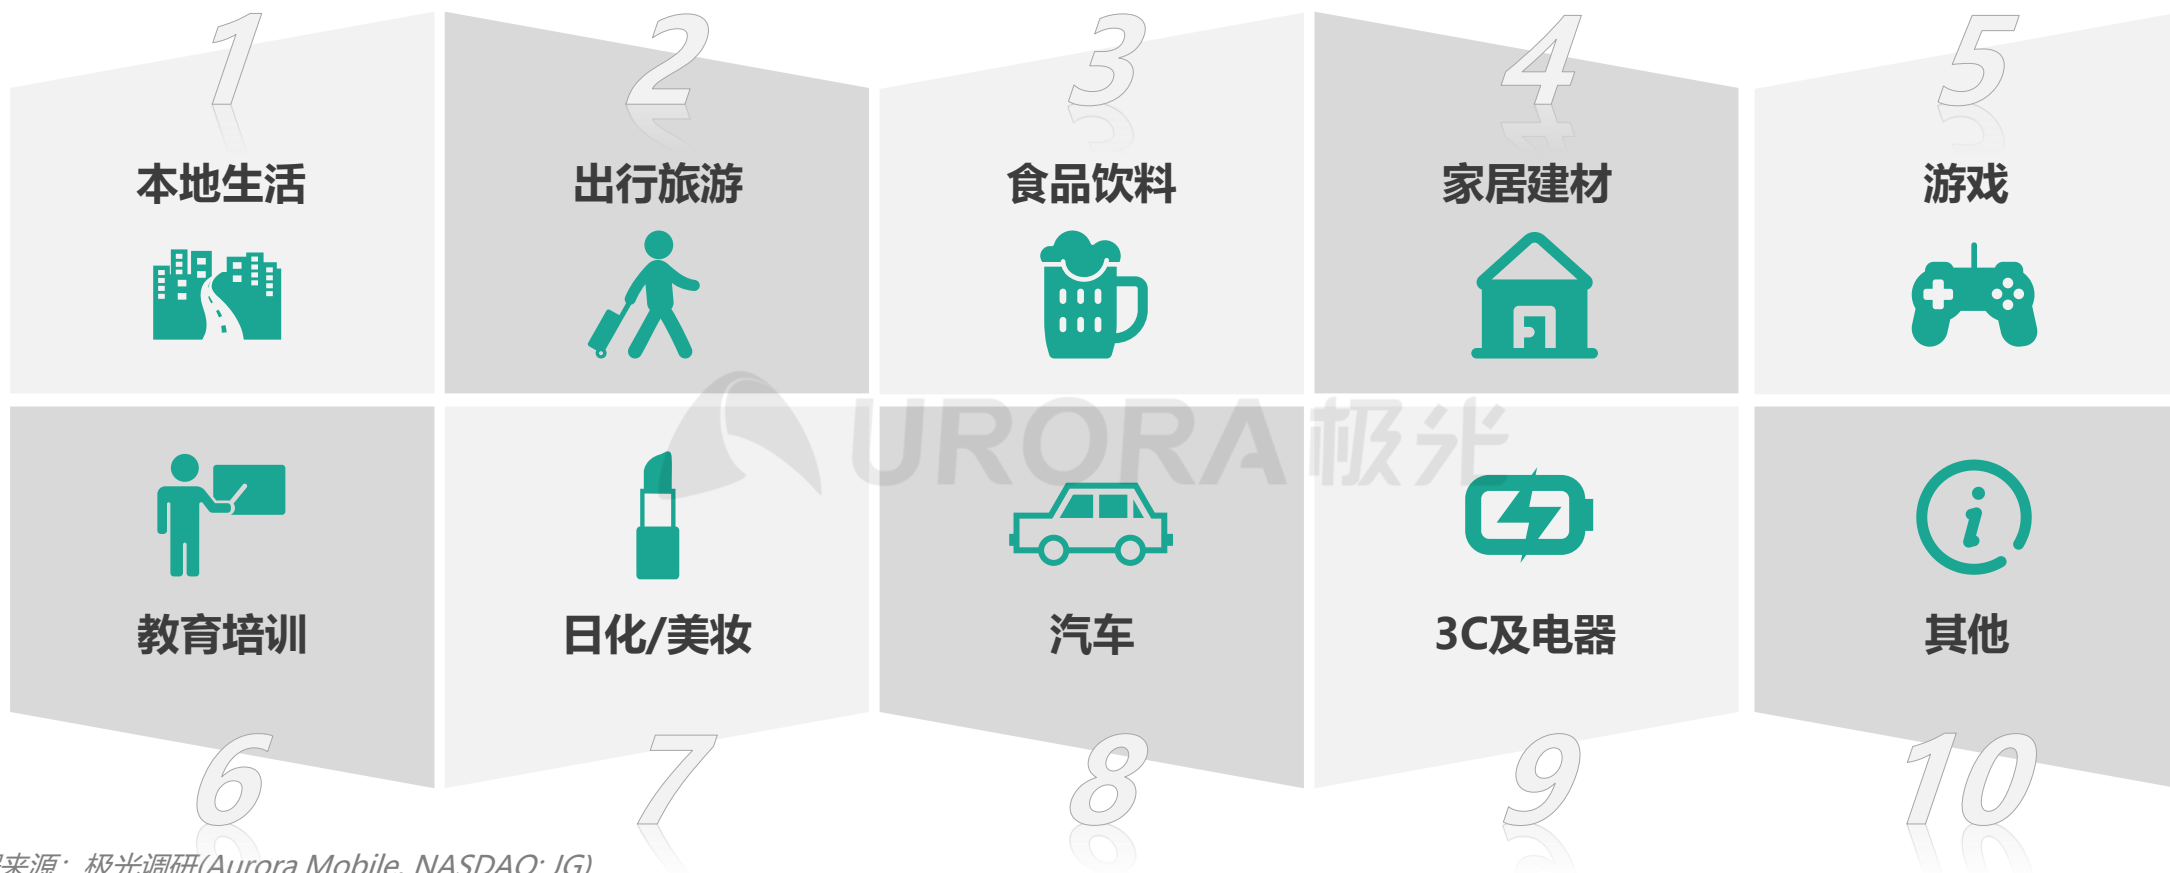 1
2
3
4
5
本地生活
出行旅游
食品饮料
家居建材
游戏
URORA极光
教育培训
日化/美妆
汽车
3C及电器
其他
6
7
8
9
10
来源：极光调研(Aurora Mobile, NASDAQ: JG)